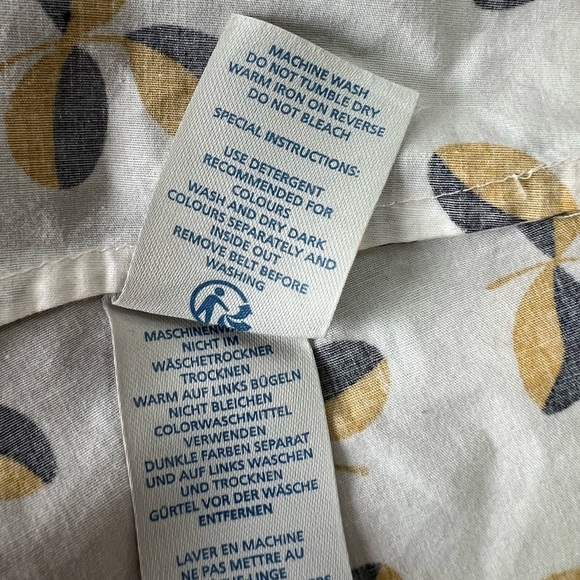 MACHINE WASH
DO NOT TUMBLE DRY
WARM IRON ON REVERSE
DO NOT BLEACH
SPECIAL INSTRUCTIONS:
USE DETERGENT
RECOMMENDED FOR
COLOURS
WASH AND DRY DARK
COLOURS SEPARATELY AND
INSIDE OUT
REMOVE BELT BEFORE
WASHING
NICHT IM
WÄSCHETROCKNER
TROCKNEN
WARM AUF LINKS BÜGELN
NICHT BLEICHEN
COLORWASCHMITTEL
VERWENDEN
DUNKLE FARBEN SEPARAT
UND AUF LINKS WASCHEN
UND TROCKNEN
GÜRTEL VOR DER WÄSCHE
ENTFERNEN
LAVER EN MACHINE
NE PAS METTRE AU
LINGE